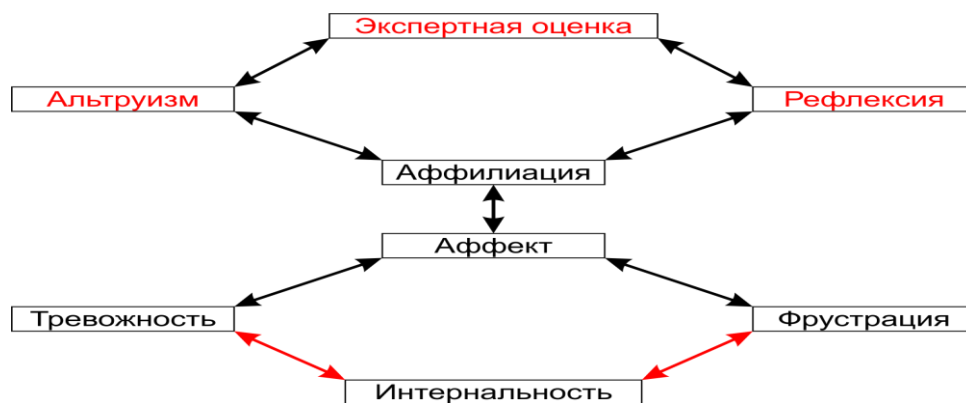 Экспертная оценка
Альтруизм
Рефлексия
Аффилиация
Аффект
Тревожность
Фрустрация
Интернальность